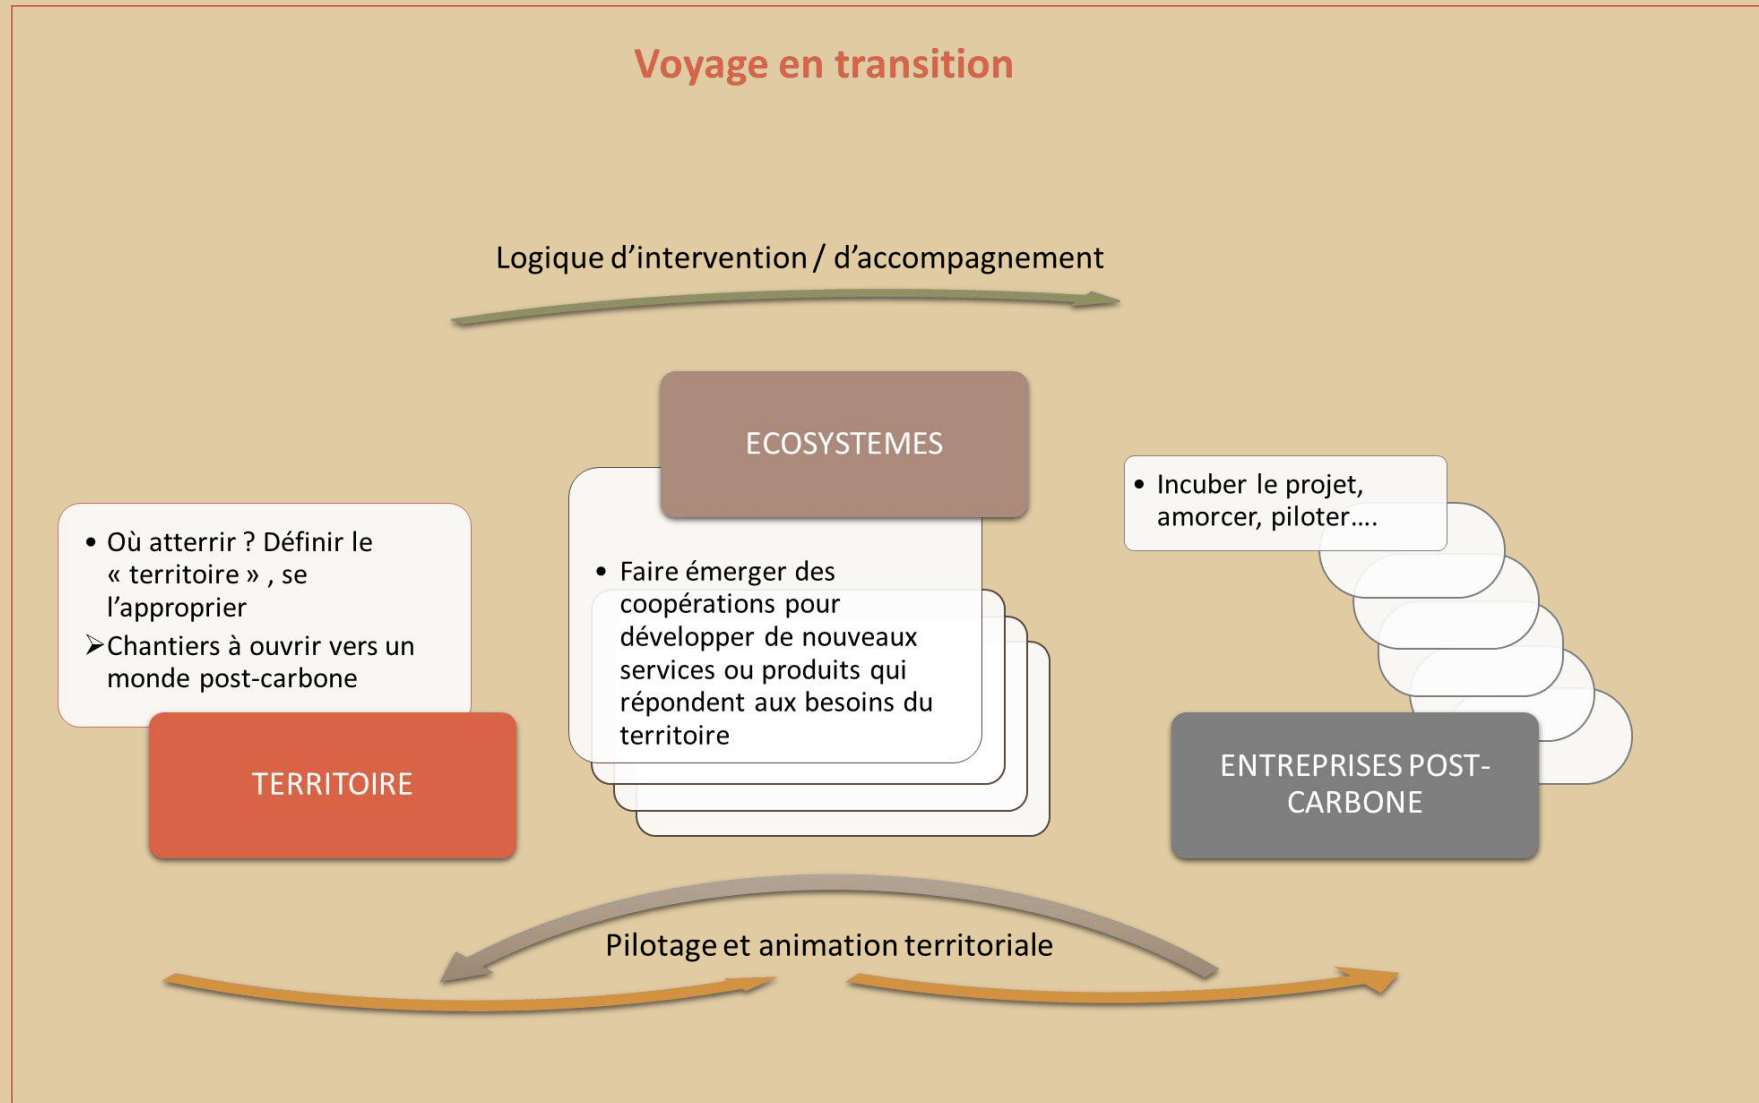 Voyage en transition
Logique d’intervention / d’accompagnement
ECOSYSTEMES
• Incuber le projet,
amorcer, piloter....
• Où atterrir ? Définir le
« territoire » , se
l’approprier
➢Chantiers à ouvrir vers un
monde post-carbone
• Faire émerger des
coopérations pour
développer de nouveaux
services ou produits qui
répondent aux besoins du
territoire
TERRITOIRE
ENTREPRISES POST-
CARBONE
Pilotage et animation territoriale